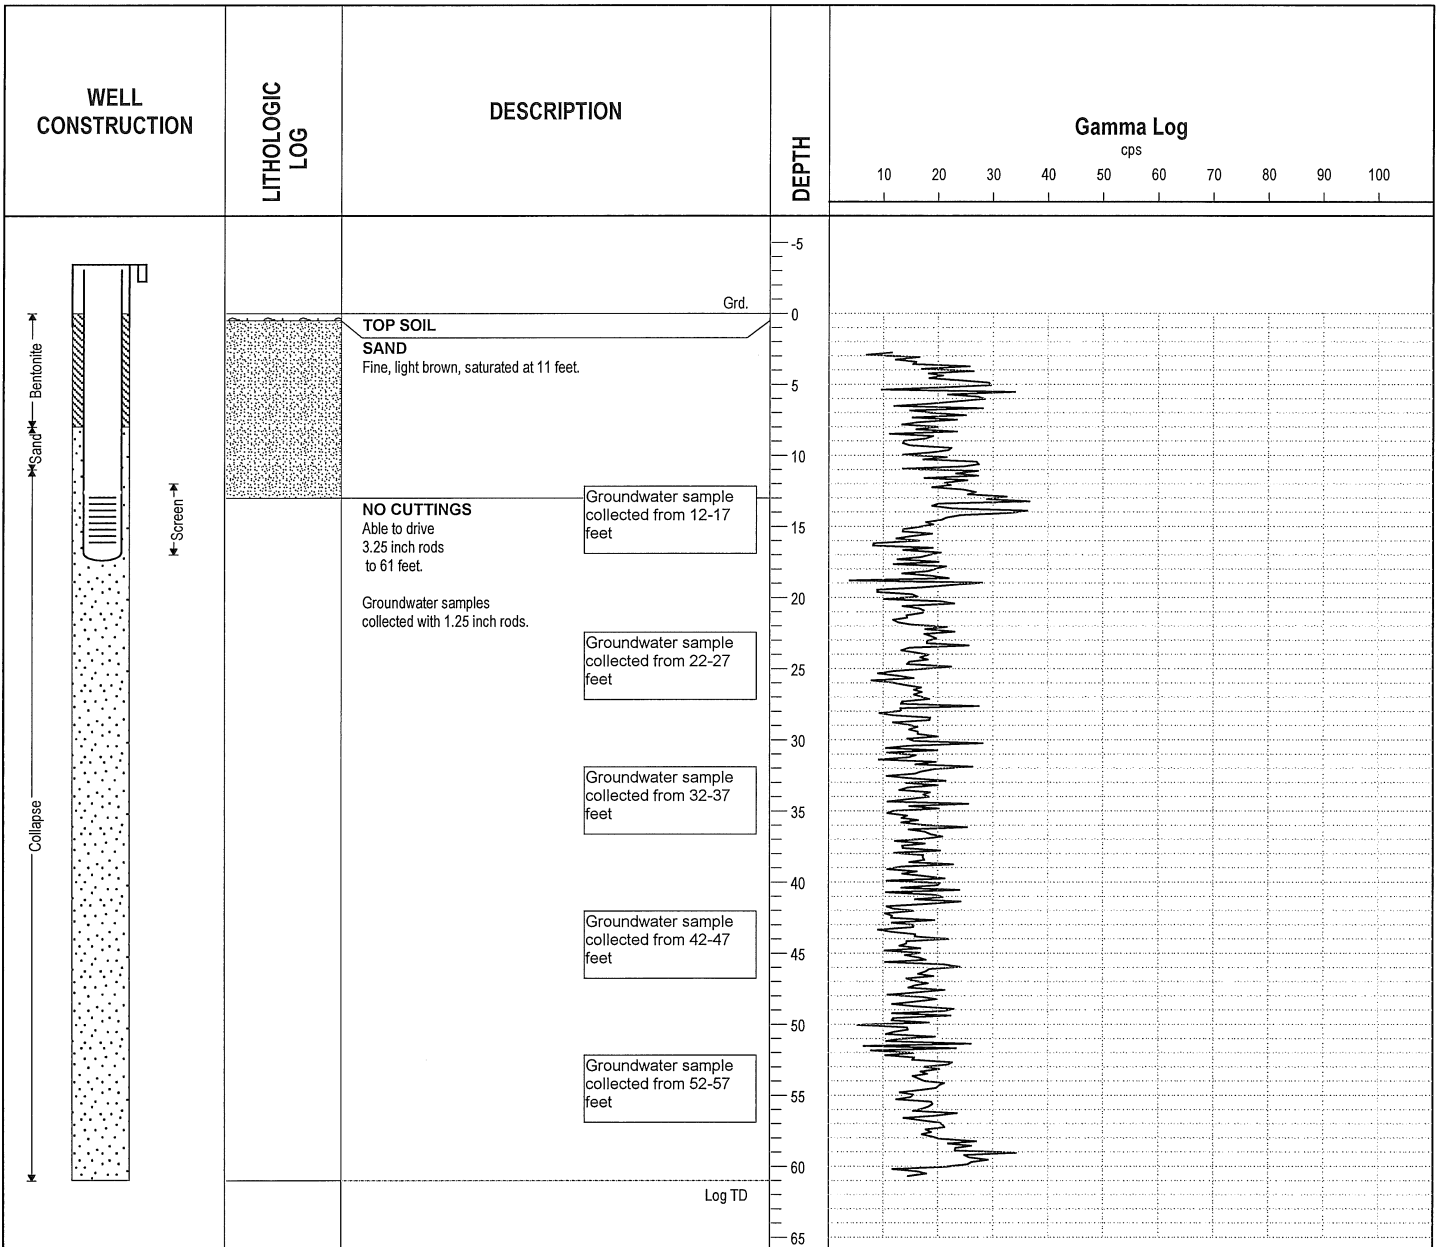 WELL
CONSTRUCTION
LITHOLOGIC
LOG
DESCRIPTION
DEPTH
Gamma Log
cps
10 20 30 40 50 60 70 80 90 100
-5
Grd.
0
TOP SOIL
SAND
Fine, light brown, saturated at 11 feet.
Bentonite
5
Sand
10
Screen
NO CUTTINGS
Able to drive
3.25 inch rods
to 61 feet.
Groundwater sample
collected from 12-17
feet
15
Groundwater samples
collected with 1.25 inch rods.
20
Groundwater sample
collected from 22-27
feet
25
30
Groundwater sample
collected from 32-37
feet
35
Collapse
40
Groundwater sample
collected from 42-47
feet
45
50
Groundwater sample
collected from 52-57
feet
55
60
Log TD
65